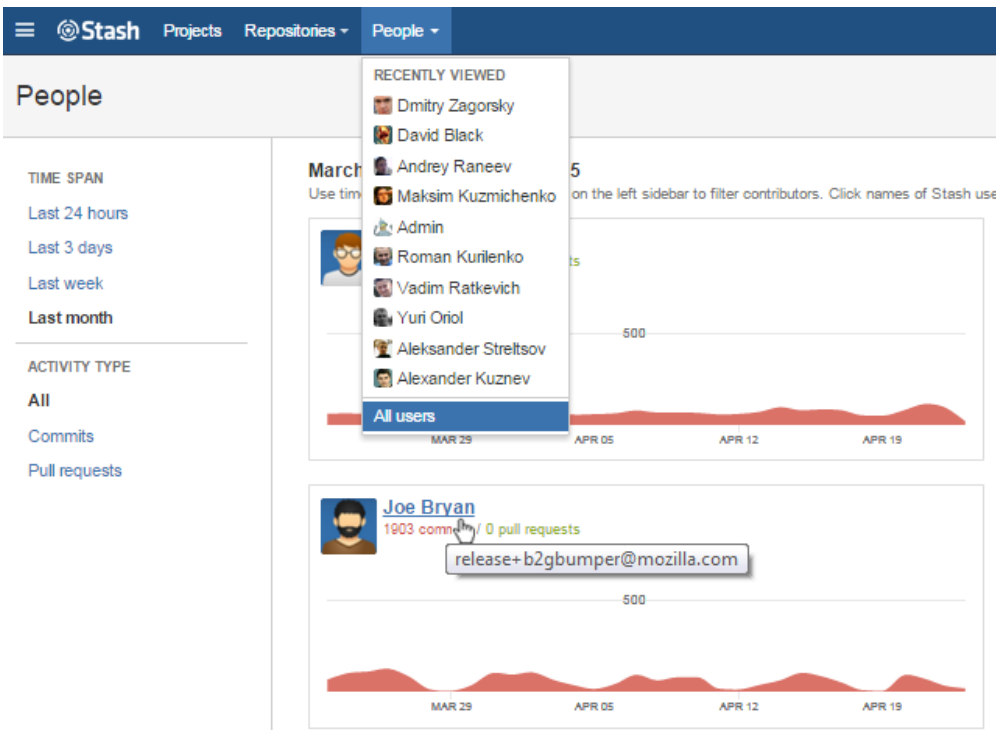 Stash Projects Repositories People
People
RECENTLY VIEWED
Dmitry Zagorsky
David Black
Andrey Raneev
Maksim Kuzmichenko
Admin
Roman Kurilenko
Vadim Ratkevich
Yuri Oriol
Aleksander Streltsov
Alexander Kuznev
All users
TIME SPAN
Last 24 hours
Last 3 days
Last week
Last month
ACTIVITY TYPE
All
Commits
Pull requests
March 5
Use on the left sidebar to filter contributors. Click names of Stash
500
MAR 29 APR 05 APR 12 APR 19
Joe Bryan
1903 / 0 pull requests
release+b2gbumper@mozilla.com
500
MAR 29 APR 05 APR 12 APR 19